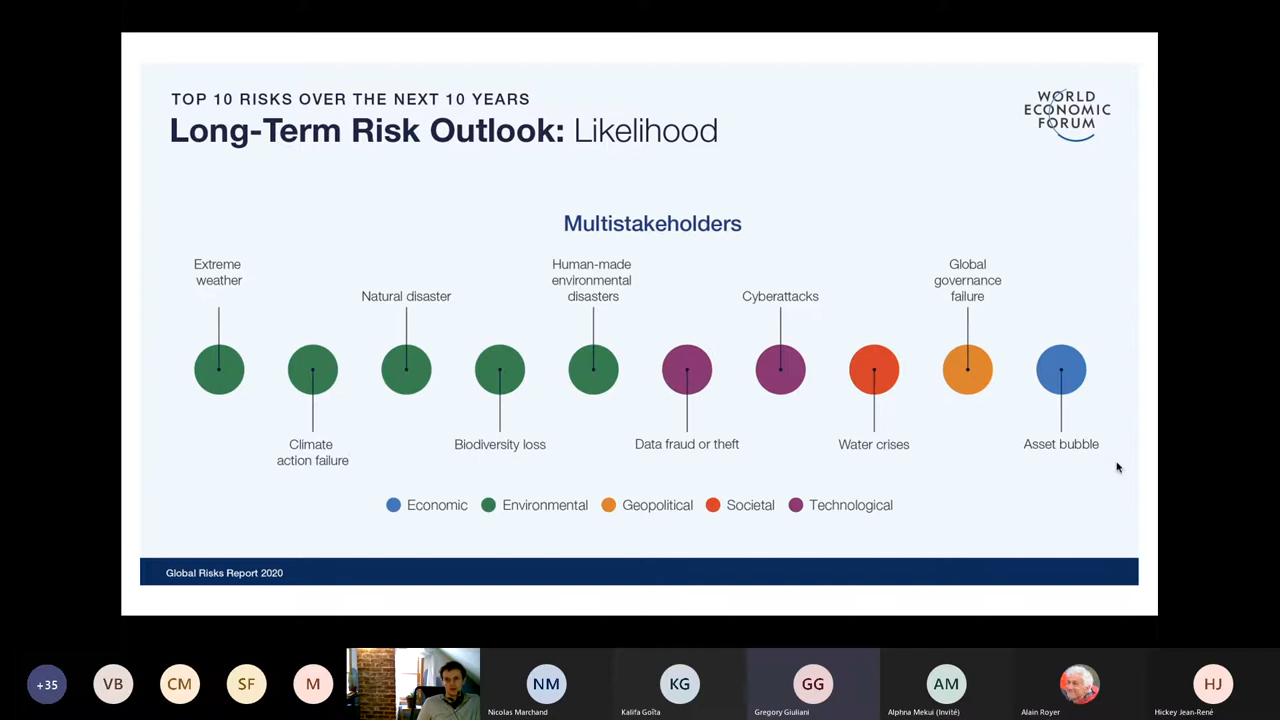 TOP 10 RISKS OVER THE NEXT 10 YEARS
Long-Term Risk Outlook: Likelihood
WORLD
ECONOMIC
FORUM
Multistakeholders
Extreme
weather
Natural disaster
Human-made
environmental
disasters
Cyberattacks
Global
governance
failure
Climate
action failure
Biodiversity loss
Data fraud or theft
Water crises
Asset bubble
Economic
Environmental
Geopolitical
Societal
Technological
Global Risks Report 2020
+35
VB
CM
SF
M
NM
Nicolas Marchand
KG
Kalifa Goîta
GG
Gregory Giuliani
AM
Alphna Mekui (Invité)
Alain Royer
HJ
Hickey Jean-René